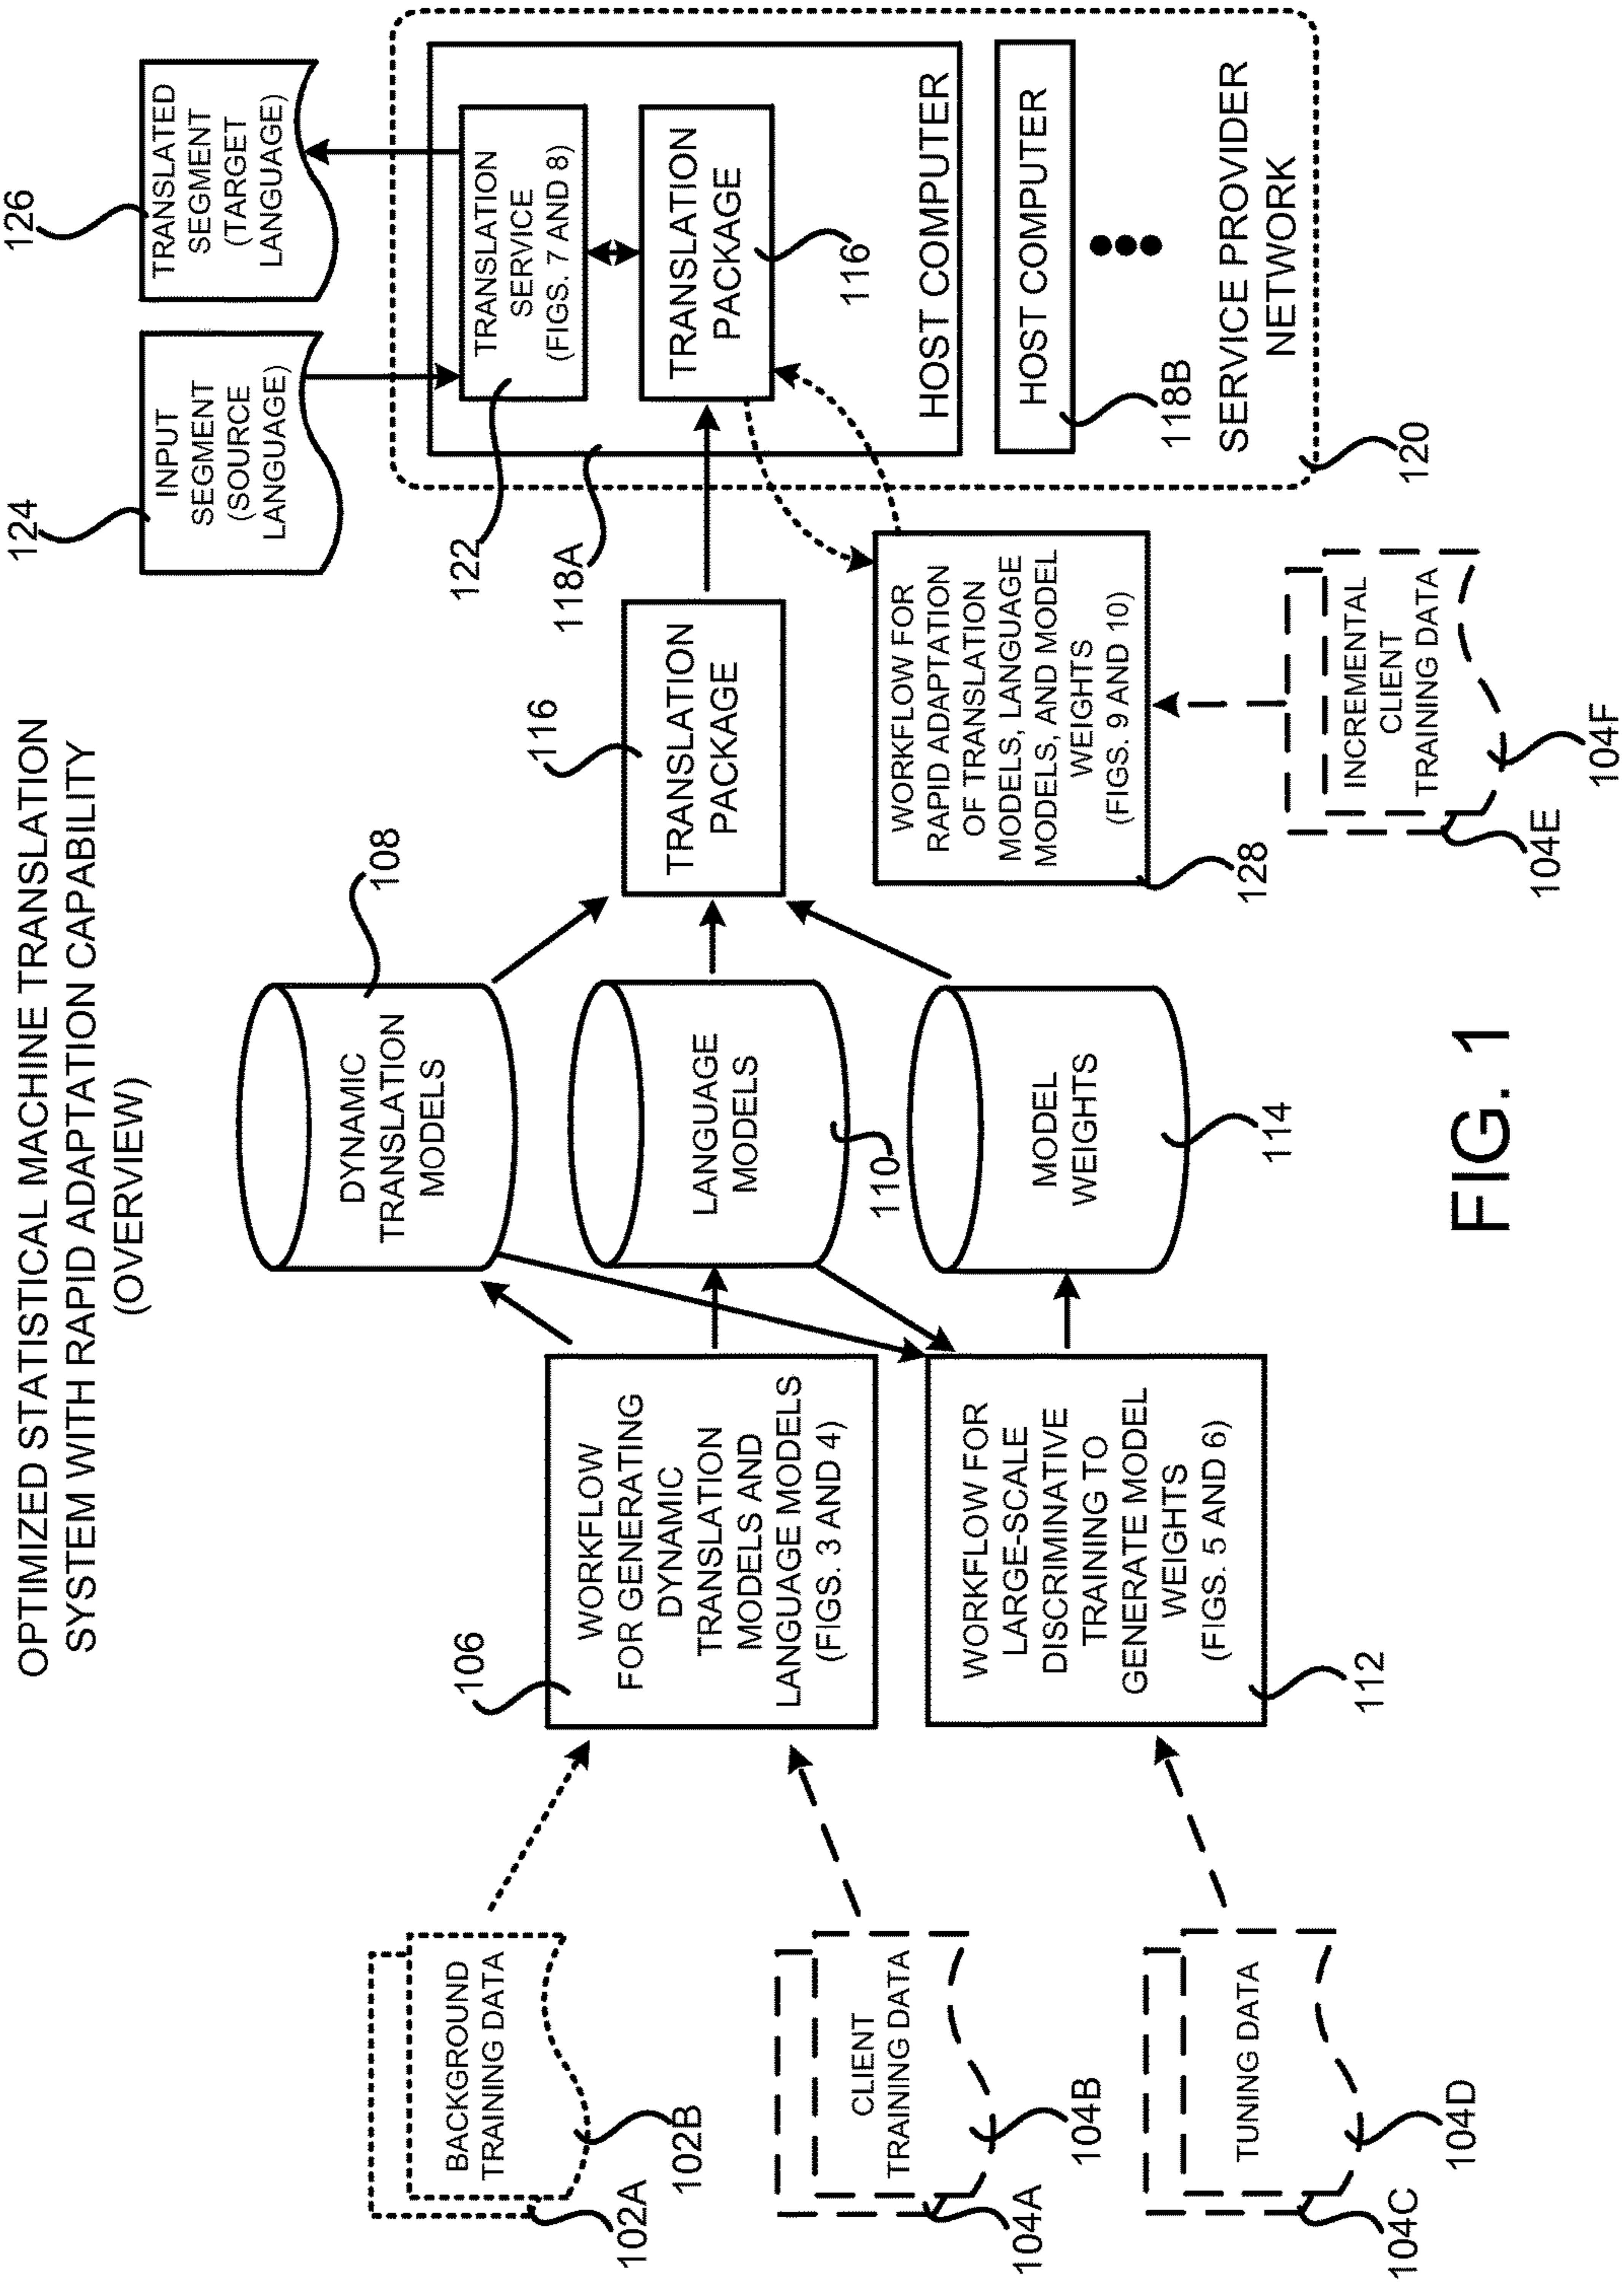 OPTIMIZED STATISTICAL MACHINE TRANSLATION
SYSTEM WITH RAPID ADAPTATION CAPABILITY
(OVERVIEW)
BACKGROUND
TRAINING DATA
102A
102B
CLIENT
TRAINING DATA
104A
104B
TUNING DATA
104C
104D
106
WORKFLOW
FOR GENERATING
DYNAMIC
TRANSLATION
MODELS AND
LANGUAGE MODELS
(FIGS. 3 AND 4)
WORKFLOW FOR
LARGE-SCALE
DISCRIMINATIVE
TRAINING TO
GENERATE MODEL
WEIGHTS
(FIGS. 5 AND 6)
112
108
DYNAMIC
TRANSLATION
MODELS
LANGUAGE
MODELS
110
MODEL
WEIGHTS
114
116
TRANSLATION
PACKAGE
WORKFLOW FOR
RAPID ADAPTATION
OF TRANSLATION
MODELS, LANGUAGE
MODELS, AND MODEL
WEIGHTS
(FIGS. 9 AND 10)
128
INCREMENTAL
CLIENT
TRAINING DATA
104E
104F
124
INPUT
SEGMENT
(SOURCE
LANGUAGE)
126
TRANSLATED
SEGMENT
(TARGET
LANGUAGE)
122
118A
TRANSLATION
SERVICE
(FIGS. 7 AND 8)
TRANSLATION
PACKAGE
116
HOST COMPUTER
HOST COMPUTER
118B
SERVICE PROVIDER
NETWORK
120
FIG. 1